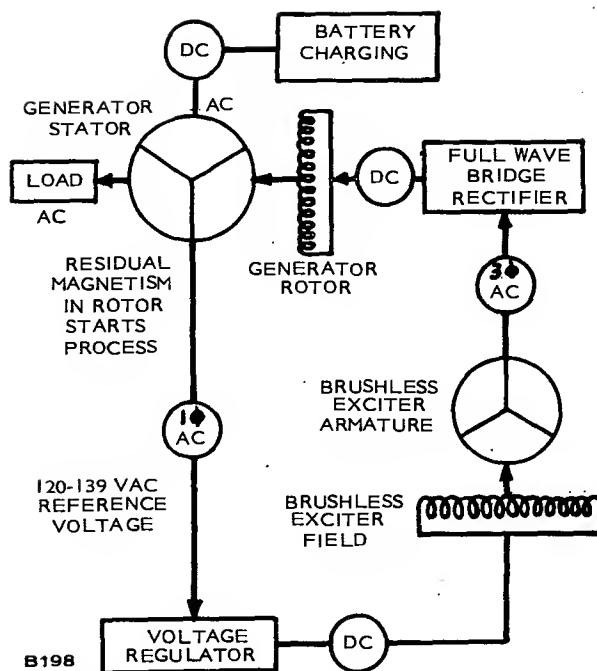 BATTERY
CHARGING
DC
AC
GENERATOR
STATOR
LOAD
AC
FULL WAVE
BRIDGE
RECTIFIER
DC
GENERATOR
ROTOR
RESIDUAL
MAGNETISM
IN ROTOR
STARTS
PROCESS
3Φ
AC
BRUSHLESS
EXCITER
ARMATURE
1Φ
AC
120-139 VAC
REFERENCE
VOLTAGE
BRUSHLESS
EXCITER
FIELD
VOLTAGE
REGULATOR
DC
B198